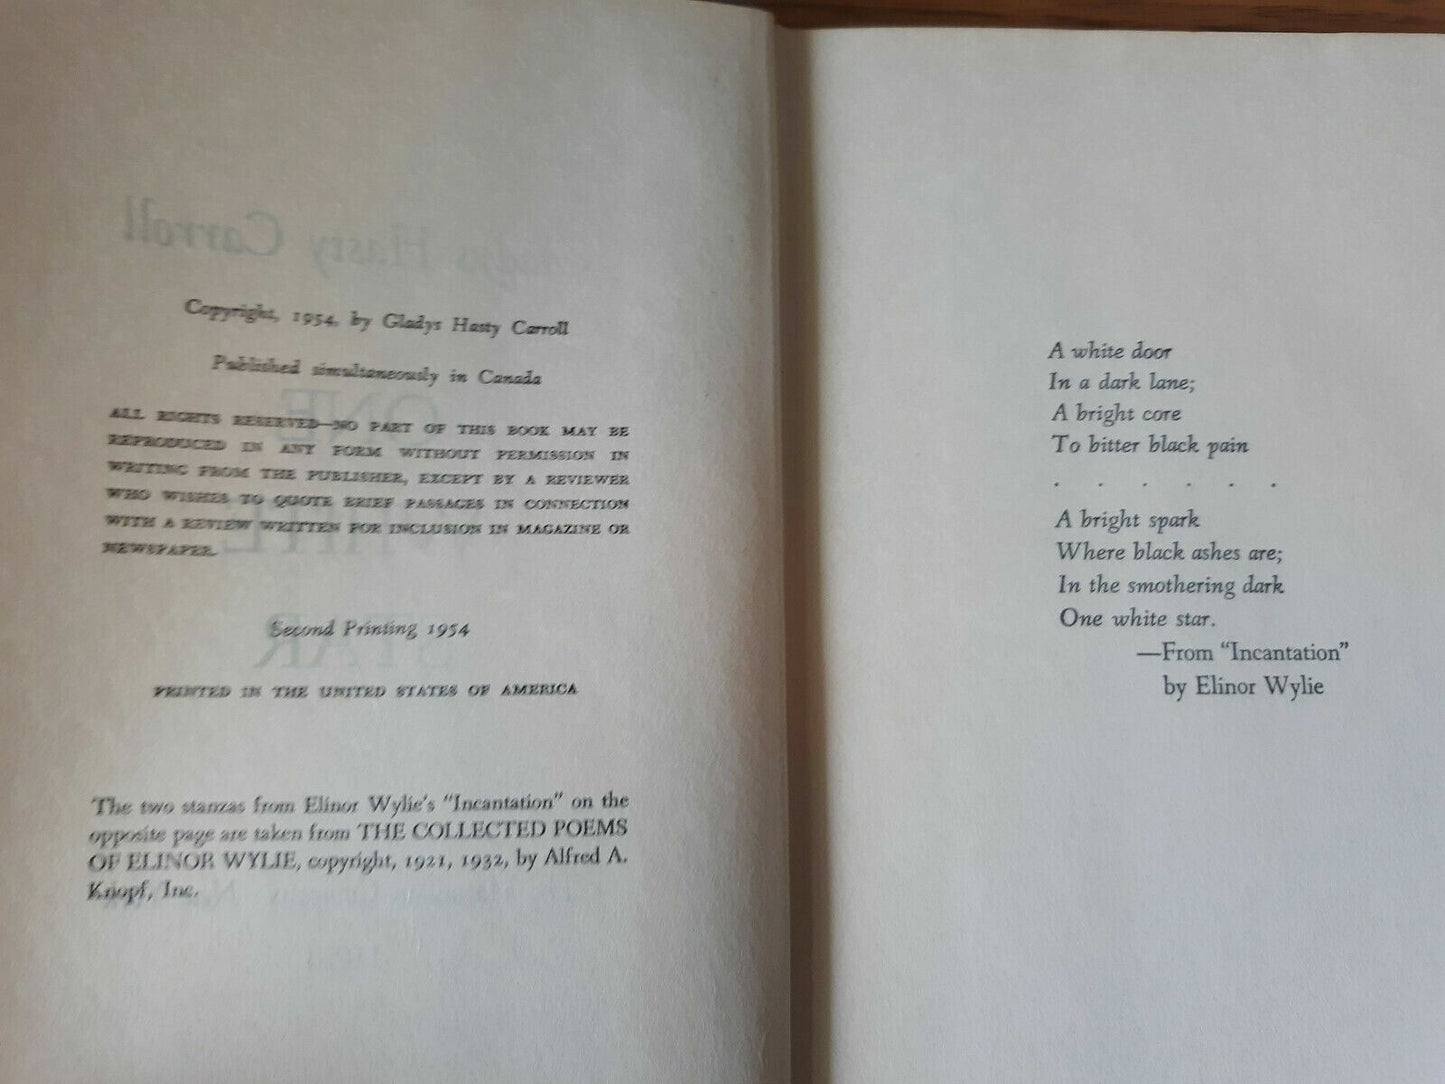 Copyright, 1954, by Gladys Hasty Carroll
Published simultaneously in Canada
ALL RIGHTS RESERVED—NO PART OF THIS BOOK MAY BE
REPRODUCED IN ANY FORM WITHOUT PERMISSION IN
WRITING FROM THE PUBLISHER, EXCEPT BY A REVIEWER
WHO WISHES TO QUOTE BRIEF PASSAGES IN CONNECTION
WITH A REVIEW WRITTEN FOR INCLUSION IN MAGAZINE OR
NEWSPAPER.
Second Printing 1954
PRINTED IN THE UNITED STATES OF AMERICA
The two stanzas from Elinor Wylie's "Incantation" on the
opposite page are taken from THE COLLECTED POEMS
OF ELINOR WYLIE, copyright, 1921, 1932, by Alfred A.
Knopf, Inc.
A white door
In a dark lane;
A bright core
To bitter black pain
. . . . . .
A bright spark
Where black ashes are;
In the smothering dark
One white star.
—From "Incantation"
by Elinor Wylie